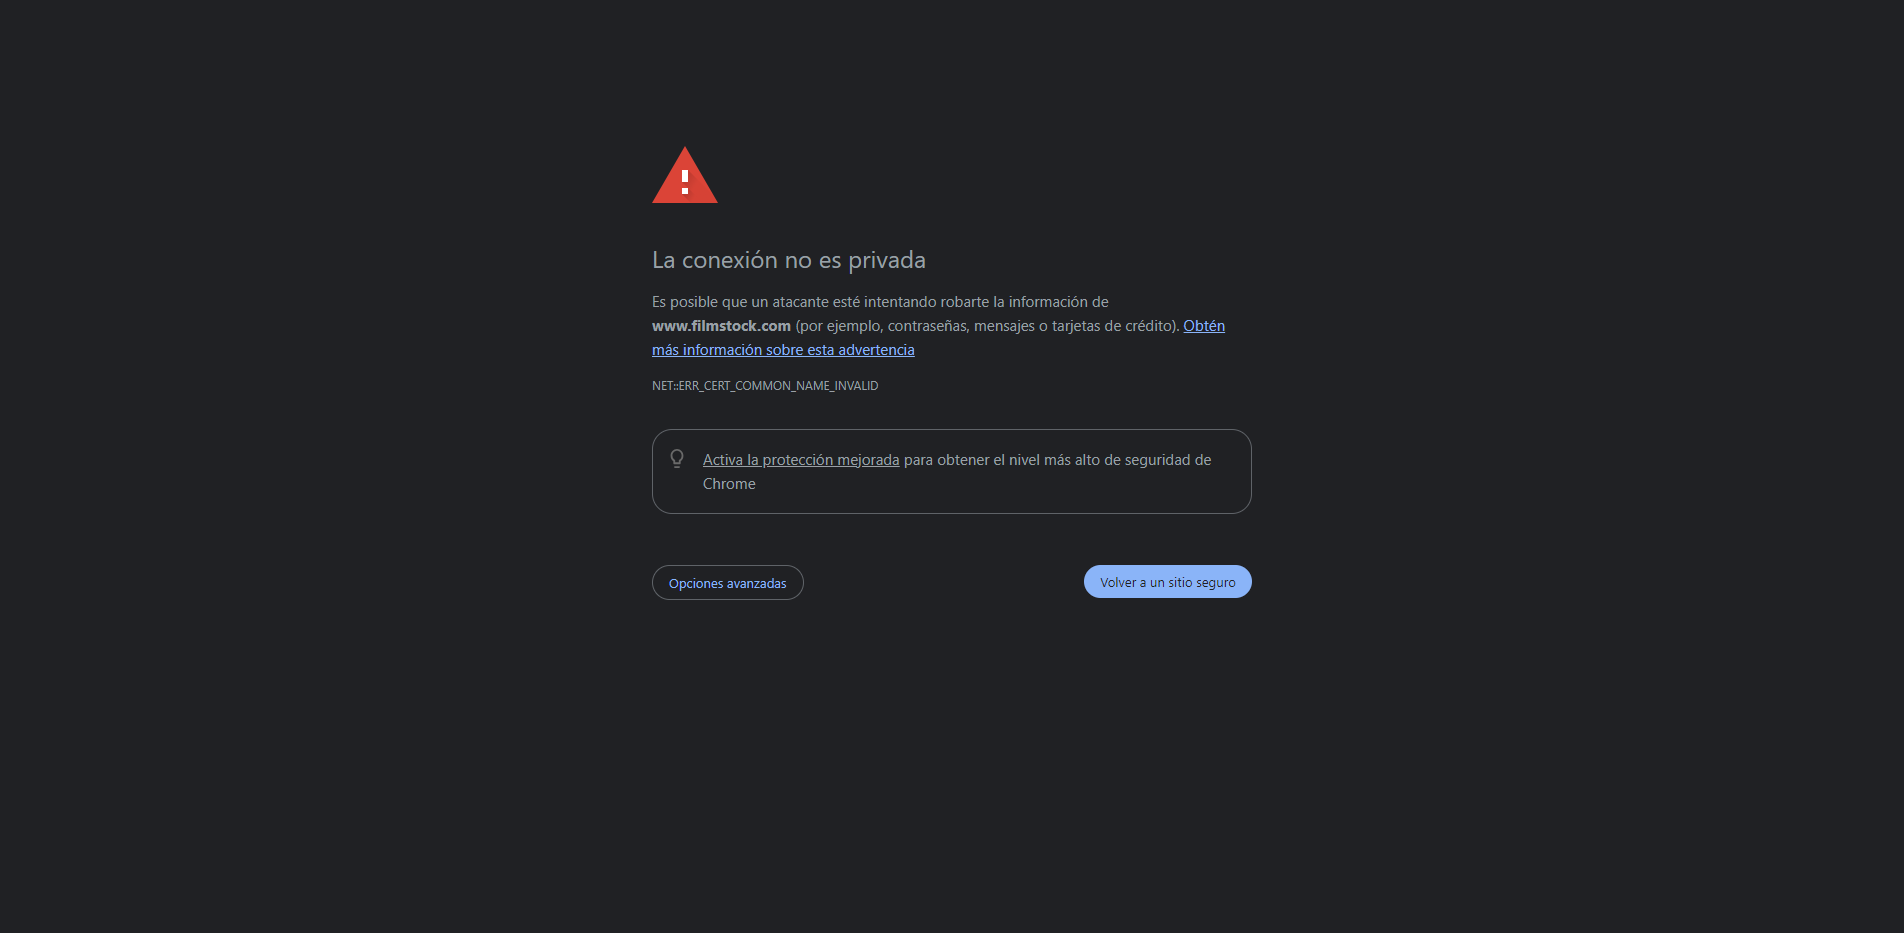 La conexión no es privada
Es posible que un atacante esté intentando robarte la información de
www.filmstock.com (por ejemplo, contraseñas, mensajes o tarjetas de crédito). Obtén
más información sobre esta advertencia
NET::ERR_CERT_COMMON_NAME_INVALID
Activa la protección mejorada para obtener el nivel más alto de seguridad de
Chrome
Opciones avanzadas
Volver a un sitio seguro